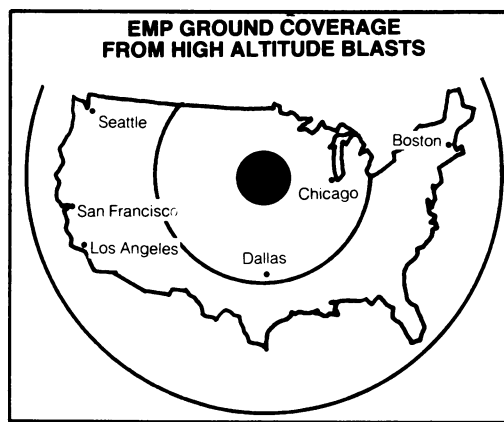 EMP GROUND COVERAGE
FROM HIGH ALTITUDE BLASTS
Seattle
Boston
Chicago
San Francisco
Los Angeles
Dallas